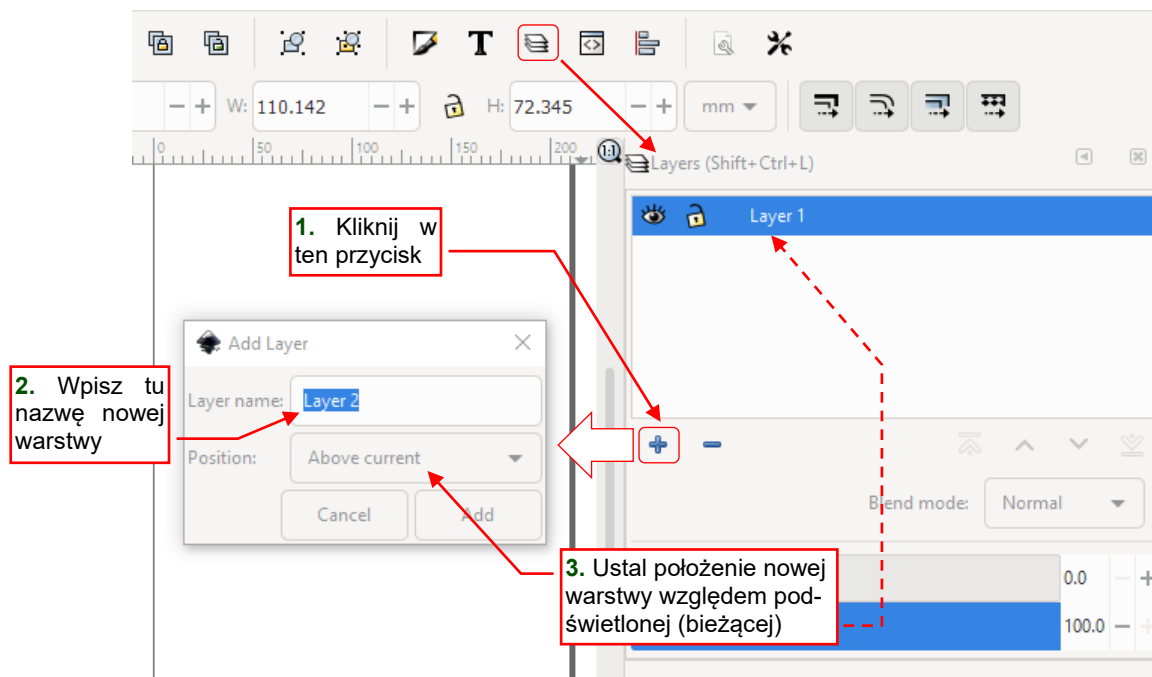 T
W: 110.142
H: 72.345
mm
0 50 100 150 200
1:1
Layers (Shift+Ctrl+L)
Layer 1
1. Kliknij w
ten przycisk
Add Layer
2. Wpisz tu
nazwę nowej
warstwy
Layer name: Layer 2
Position: Above current
Cancel Add
Blend mode: Normal
3. Ustal położenie nowej
warstwy względem pod-
świetlonej (bieżącej)
0.0
100.0